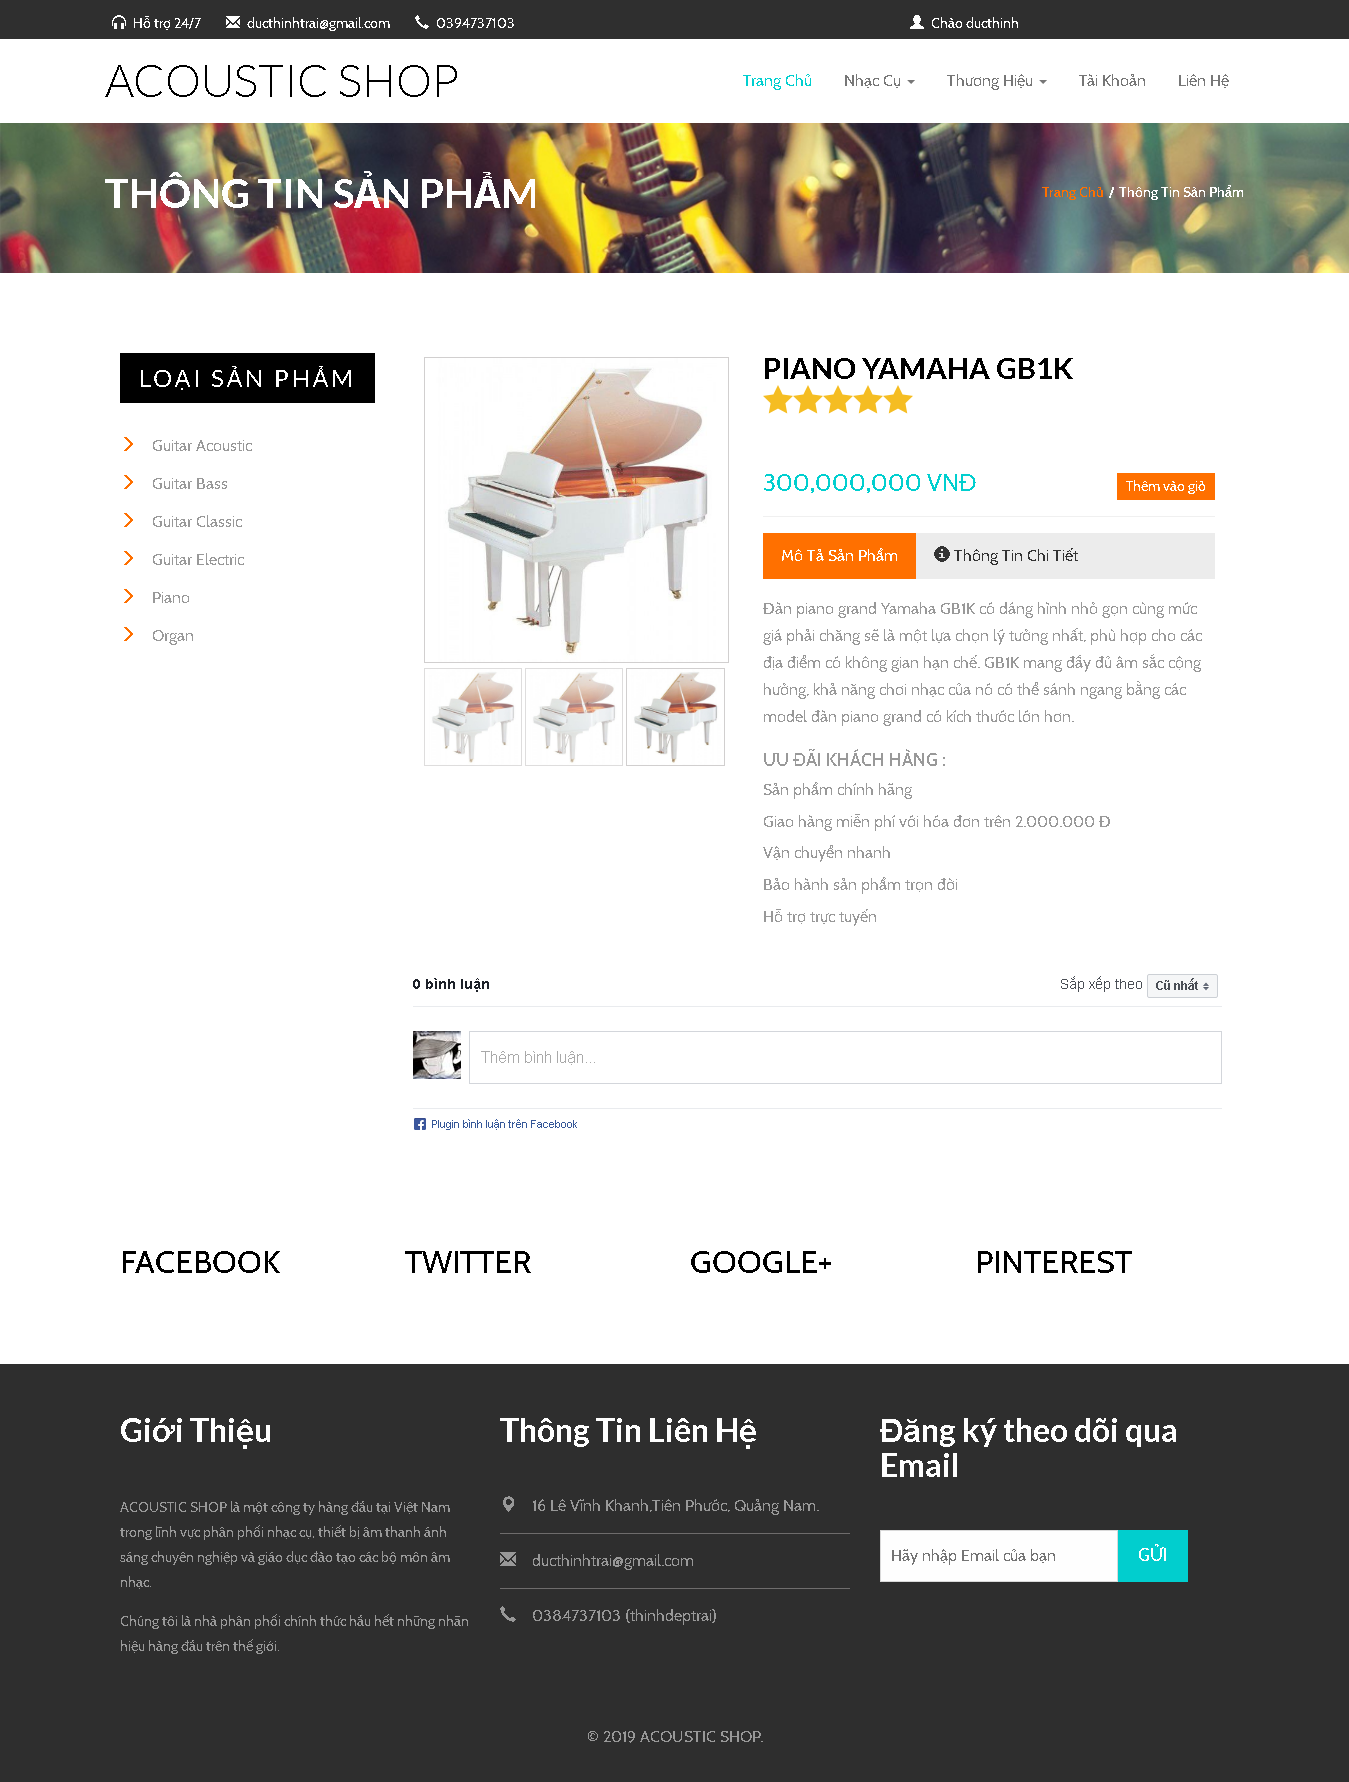 Hỗ trợ 24/7 ducthinhtrai@gmail.com 0394737103 Chào ducthinh
ACOUSTIC SHOP
Trang Chủ Nhạc Cụ Thương Hiệu Tài Khoản Liên Hệ
THÔNG TIN SẢN PHẨM
Trang Chủ / Thông Tin Sản Phẩm
LOẠI SẢN PHẨM
Guitar Acoustic
Guitar Bass
Guitar Classic
Guitar Electric
Piano
Organ
PIANO YAMAHA GB1K
300,000,000 VNĐ
Thêm vào giỏ
Mô Tả Sản Phẩm Thông Tin Chi Tiết
Đàn piano grand Yamaha GB1K có dáng hình nhỏ gọn cùng mức
giá phải chăng sẽ là một lựa chọn lý tưởng nhất, phù hợp cho các
địa điểm có không gian hạn chế. GB1K mang đầy đủ âm sắc cộng
hưởng, khả năng chơi nhạc của nó có thể sánh ngang bằng các
model đàn piano grand có kích thước lớn hơn.
ƯU ĐÃI KHÁCH HÀNG :
Sản phẩm chính hãng
Giao hàng miễn phí với hóa đơn trên 2.000.000 Đ
Vận chuyển nhanh
Bảo hành sản phẩm trọn đời
Hỗ trợ trực tuyến
0 bình luận
Sắp xếp theo Cũ nhất
Thêm bình luận...
Plugin bình luận trên Facebook
FACEBOOK TWITTER GOOGLE+ PINTEREST
Giới Thiệu
ACOUSTIC SHOP là một công ty hàng đầu tại Việt Nam
trong lĩnh vực phân phối nhạc cụ, thiết bị âm thanh ánh
sáng chuyên nghiệp và giáo dục đào tạo các bộ môn âm
nhạc.
Chúng tôi là nhà phân phối chính thức hầu hết những nhãn
hiệu hàng đầu trên thế giới.
Thông Tin Liên Hệ
16 Lê Vĩnh Khanh,Tiên Phước, Quảng Nam.
ducthinhtrai@gmail.com
0384737103 (thinhdeptrai)
Đăng ký theo dõi qua
Email
Hãy nhập Email của bạn GỬI
© 2019 ACOUSTIC SHOP.